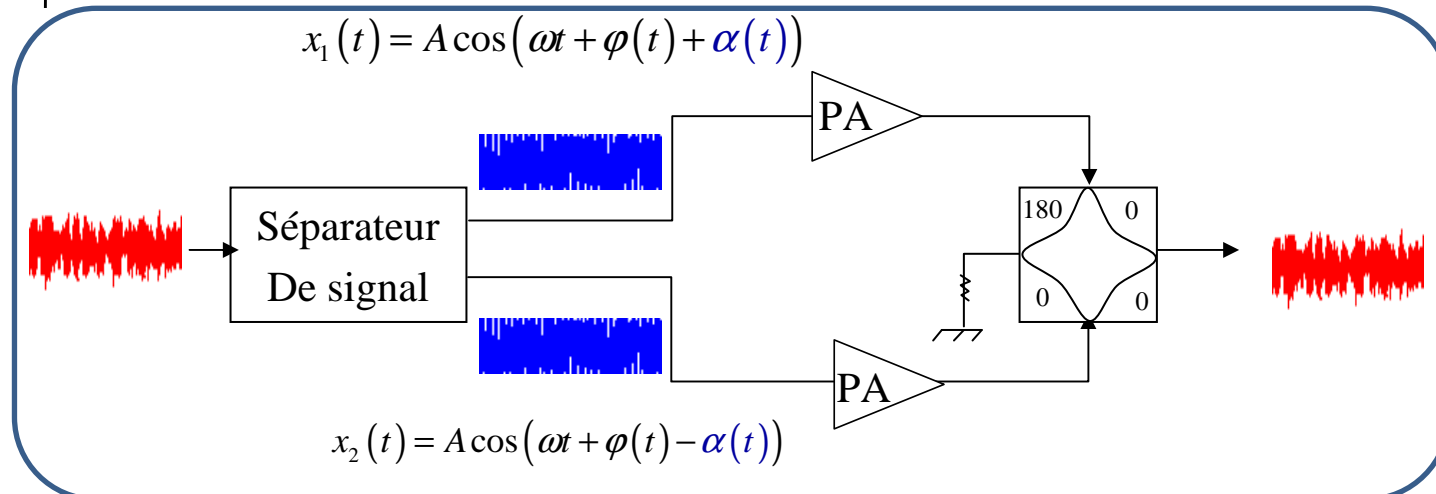 x₁(t) = A cos(ωt + φ(t) + α(t))
PA
180 0
Séparateur
De signal
0 0
PA
x₂(t) = A cos(ωt + φ(t) − α(t))